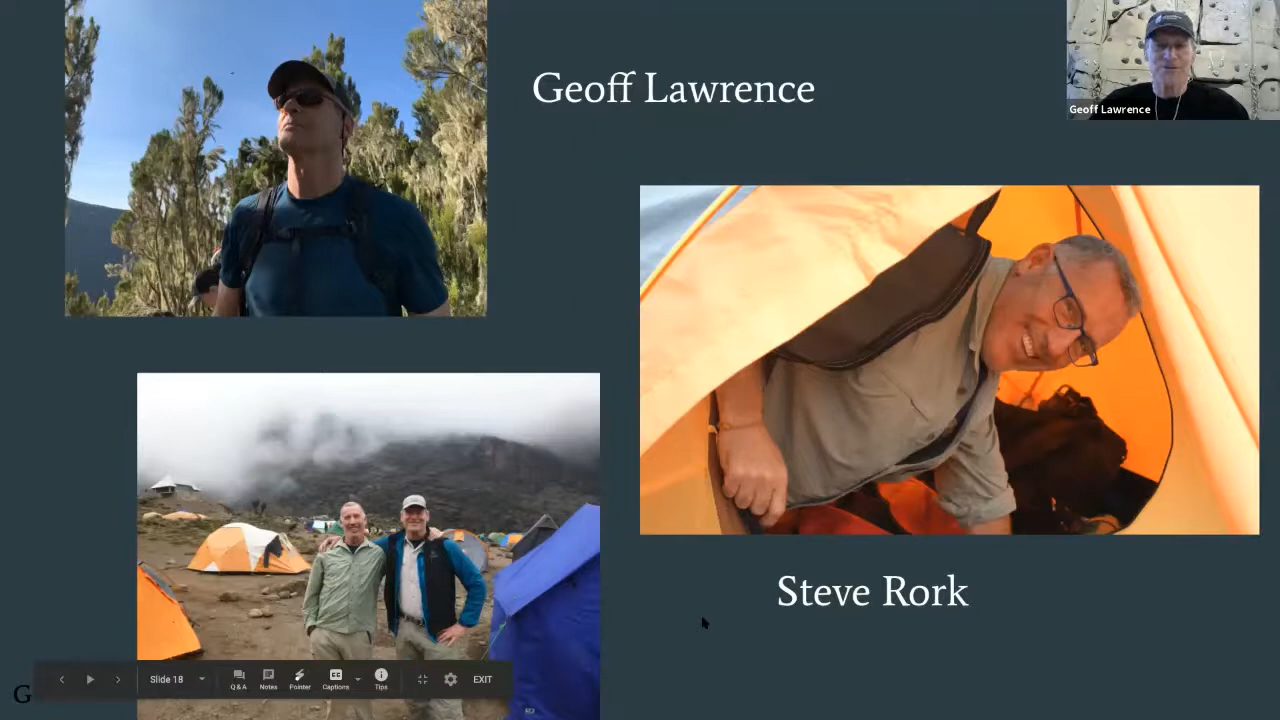 Geoff Lawrence
Geoff Lawrence
Steve Rork
G
Slide 18
Q&A
Notes
Pointer
Captions
Tips
EXIT